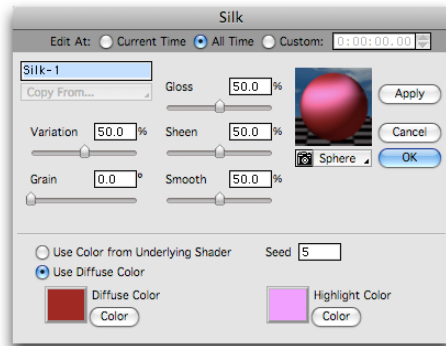 Silk
Edit At: Current Time All Time Custom: 0:00:00.00
Silk-1
Copy From...
Gloss 50.0 %
Apply
Variation 50.0 %
Sheen 50.0 %
Cancel
Sphere
OK
Grain 0.0 °
Smooth 50.0 %
Use Color from Underlying Shader
Seed 5
Use Diffuse Color
Diffuse Color
Color
Highlight Color
Color